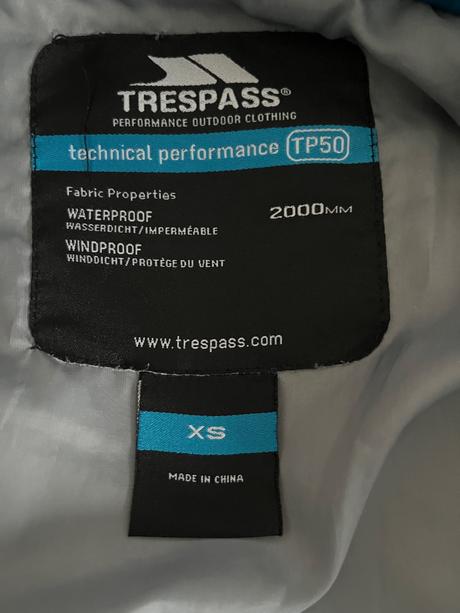 TRESPASS®
PERFORMANCE OUTDOOR CLOTHING
technical performance TP50
Fabric Properties
WATERPROOF 2000MM
WASSERDICHT/IMPERMÉABLE
WINDPROOF
WINDDICHT/PROTÈGE DU VENT
www.trespass.com
XS
MADE IN CHINA